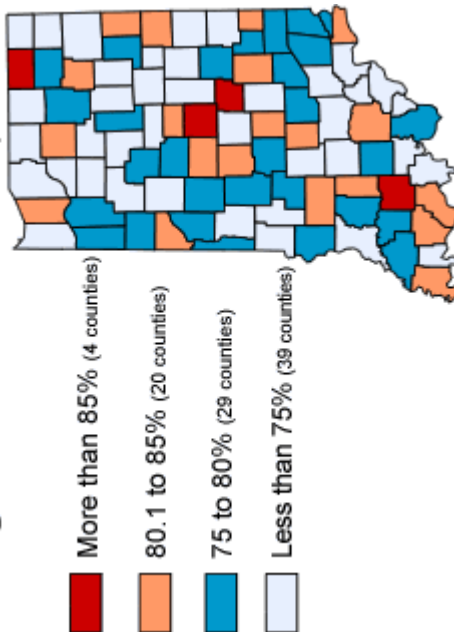 More than 85% (4 counties)
80.1 to 85% (20 counties)
75 to 80% (29 counties)
Less than 75% (39 counties)